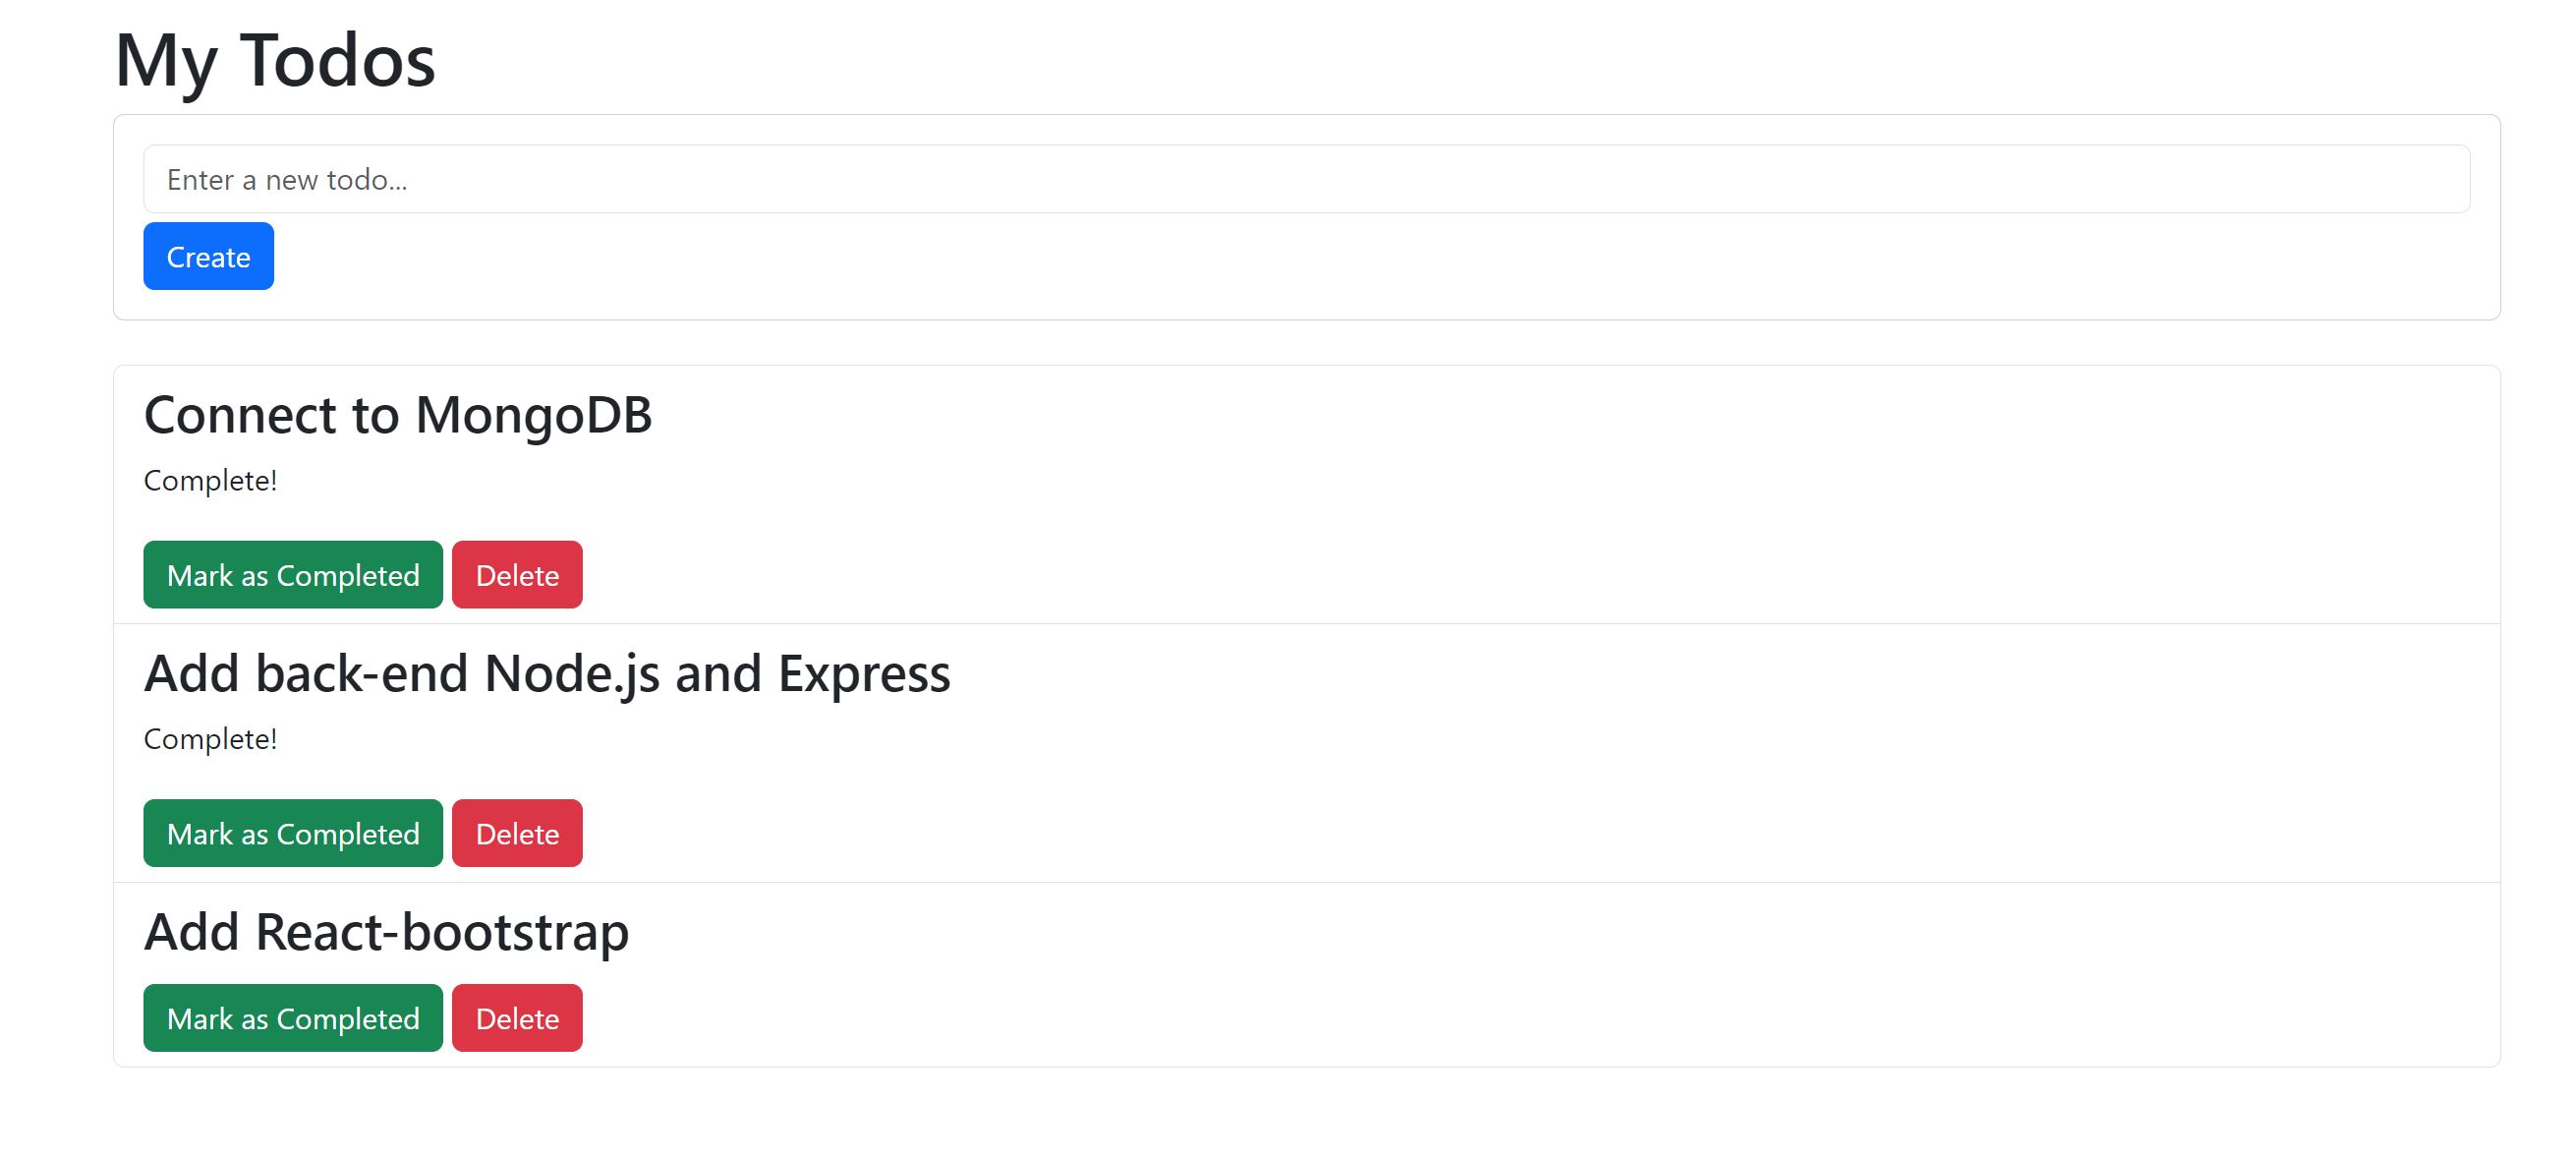 My Todos
Enter a new todo...
Create
Connect to MongoDB
Complete!
Mark as Completed Delete
Add back-end Node.js and Express
Complete!
Mark as Completed Delete
Add React-bootstrap
Mark as Completed Delete